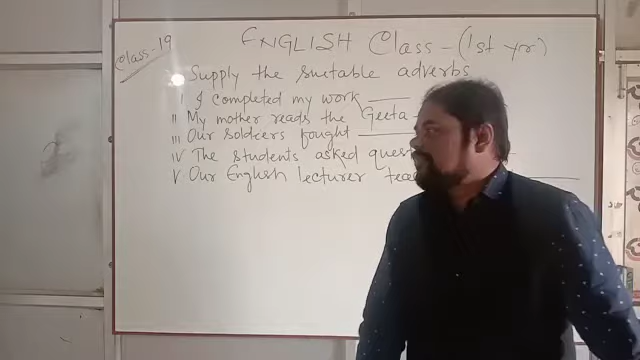 Class-19
ENGLISH Class - (1st yr)
Supply the suitable adverbs
I I completed my work
II My mother reads the Geeta
III Our soldiers fought
IV The students asked
V Our English lecturer